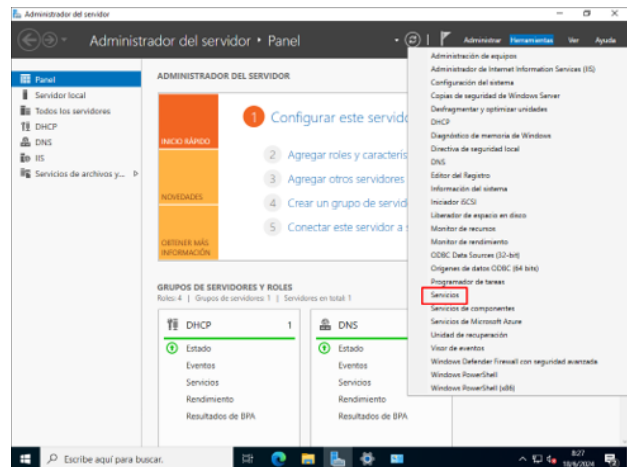 Administrador del servidor
Administrador del servidor • Panel
Administrar Herramientas Ver Ayuda
Panel
Servidor local
Todos los servidores
DHCP
DNS
IIS
Servicios de archivos y...
ADMINISTRADOR DEL SERVIDOR
INICIO RÁPIDO
NOVEDADES
OBTENER MÁS
INFORMACIÓN
1 Configurar este servid
2 Agregar roles y caracterís
3 Agregar otros servidores
4 Crear un grupo de servid
5 Conectar este servidor a
GRUPOS DE SERVIDORES Y ROLES
Roles: 4 | Grupos de servidores: 1 | Servidores en total: 1
DHCP 1
Estado
Eventos
Servicios
Rendimiento
Resultados de BPA
DNS
Estado
Eventos
Servicios
Rendimiento
Resultados de BPA
Administración de equipos
Administrador de Internet Information Services (IIS)
Configuración del sistema
Copias de seguridad de Windows Server
Desfragmentar y optimizar unidades
DHCP
Diagnóstico de memoria de Windows
Directiva de seguridad local
DNS
Editor del Registro
Información del sistema
Iniciador iSCSI
Liberador de espacio en disco
Monitor de recursos
Monitor de rendimiento
ODBC Data Sources (32-bit)
Orígenes de datos ODBC (64 bits)
Programador de tareas
Servicios
Servicios de componentes
Servicios de Microsoft Azure
Unidad de recuperación
Visor de eventos
Windows Defender Firewall con seguridad avanzada
Windows PowerShell
Windows PowerShell (x86)
Escribe aquí para buscar.
8:27
18/6/2024